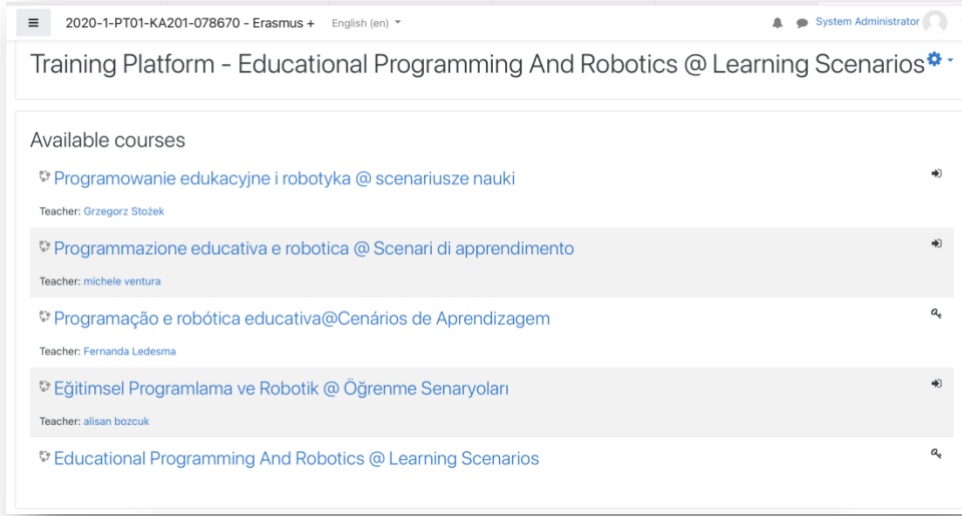 2020-1-PT01-KA201-078670 - Erasmus + English (en) System Administrator
Training Platform - Educational Programming And Robotics @ Learning Scenarios
Available courses
Programowanie edukacyjne i robotyka @ scenariusze nauki
Teacher: Grzegorz Stożek
Programmazione educativa e robotica @ Scenari di apprendimento
Teacher: michele ventura
Programação e robótica educativa@Cenários de Aprendizagem
Teacher: Fernanda Ledesma
Eğitimsel Programlama ve Robotik @ Öğrenme Senaryoları
Teacher: alisan bozcuk
Educational Programming And Robotics @ Learning Scenarios